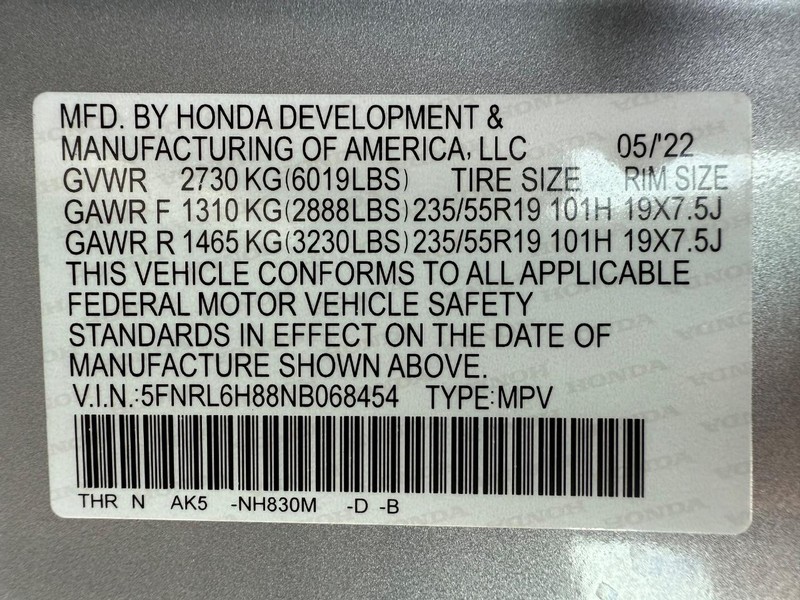 MFD. BY HONDA DEVELOPMENT &
MANUFACTURING OF AMERICA, LLC 05/'22
GVWR 2730 KG(6019LBS) TIRE SIZE RIM SIZE
GAWR F 1310 KG(2888LBS) 235/55R19 101H 19X7.5J
GAWR R 1465 KG(3230LBS) 235/55R19 101H 19X7.5J
THIS VEHICLE CONFORMS TO ALL APPLICABLE
FEDERAL MOTOR VEHICLE SAFETY
STANDARDS IN EFFECT ON THE DATE OF
MANUFACTURE SHOWN ABOVE.
V.I.N.:5FNRL6H88NB068454 TYPE:MPV
THR N AK5 -NH830M -D -B